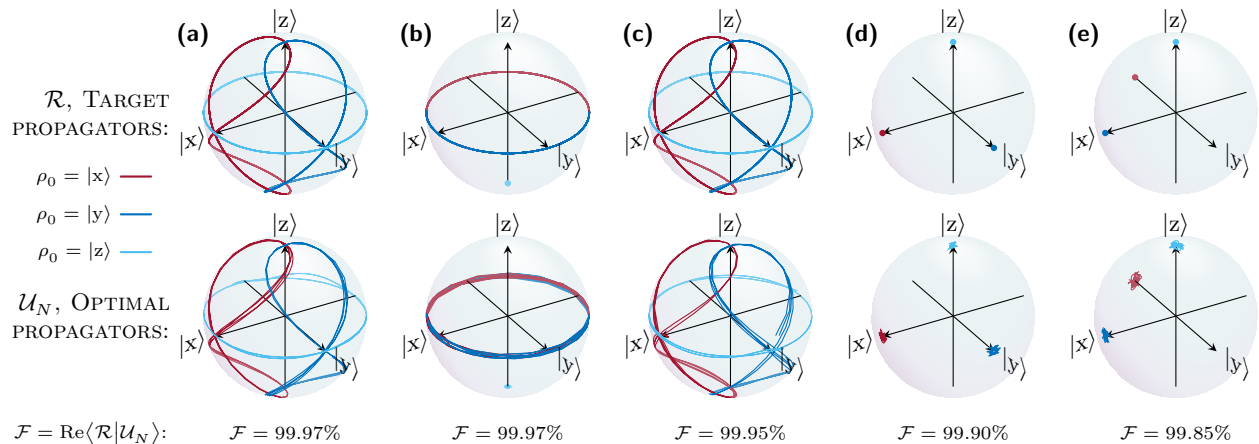 (a) (b) (c) (d) (e)
|z⟩ |z⟩ |z⟩ |z⟩ |z⟩
ℛ, TARGET
PROPAGATORS:
|x⟩ |y⟩ |x⟩ |y⟩ |x⟩ |y⟩ |x⟩ |y⟩ |x⟩ |y⟩
ρ₀ = |x⟩
ρ₀ = |y⟩
ρ₀ = |z⟩
|z⟩ |z⟩ |z⟩ |z⟩ |z⟩
𝒰_N, OPTIMAL
PROPAGATORS:
|x⟩ |y⟩ |x⟩ |y⟩ |x⟩ |y⟩ |x⟩ |y⟩ |x⟩ |y⟩
ℱ = Re⟨ℛ|𝒰_N⟩: ℱ = 99.97% ℱ = 99.97% ℱ = 99.95% ℱ = 99.90% ℱ = 99.85%